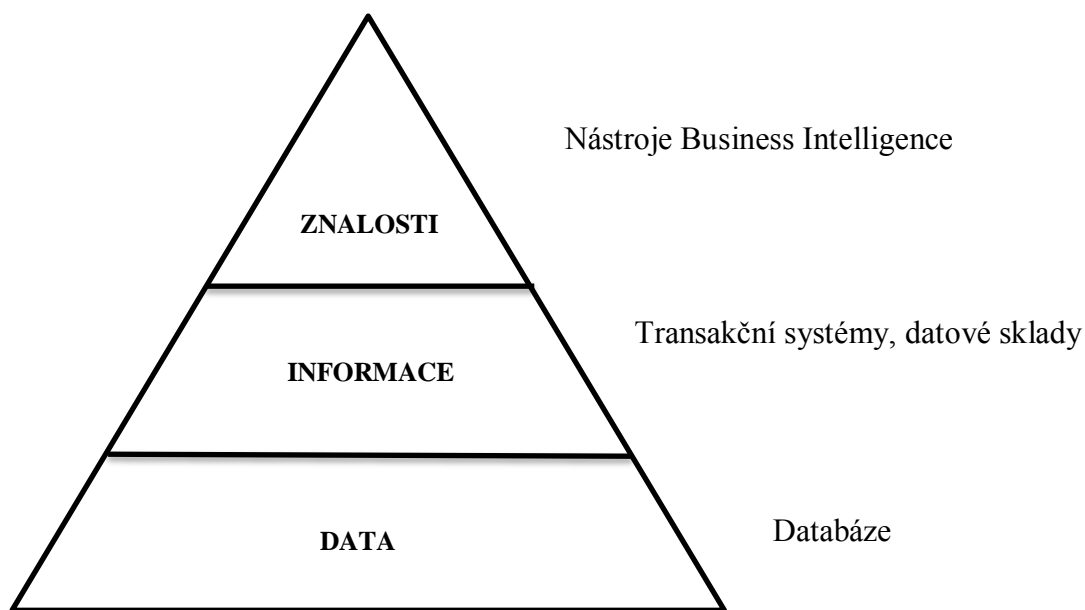 Nástroje Business Intelligence
ZNALOSTI
Transakční systémy, datové sklady
INFORMACE
Databáze
DATA